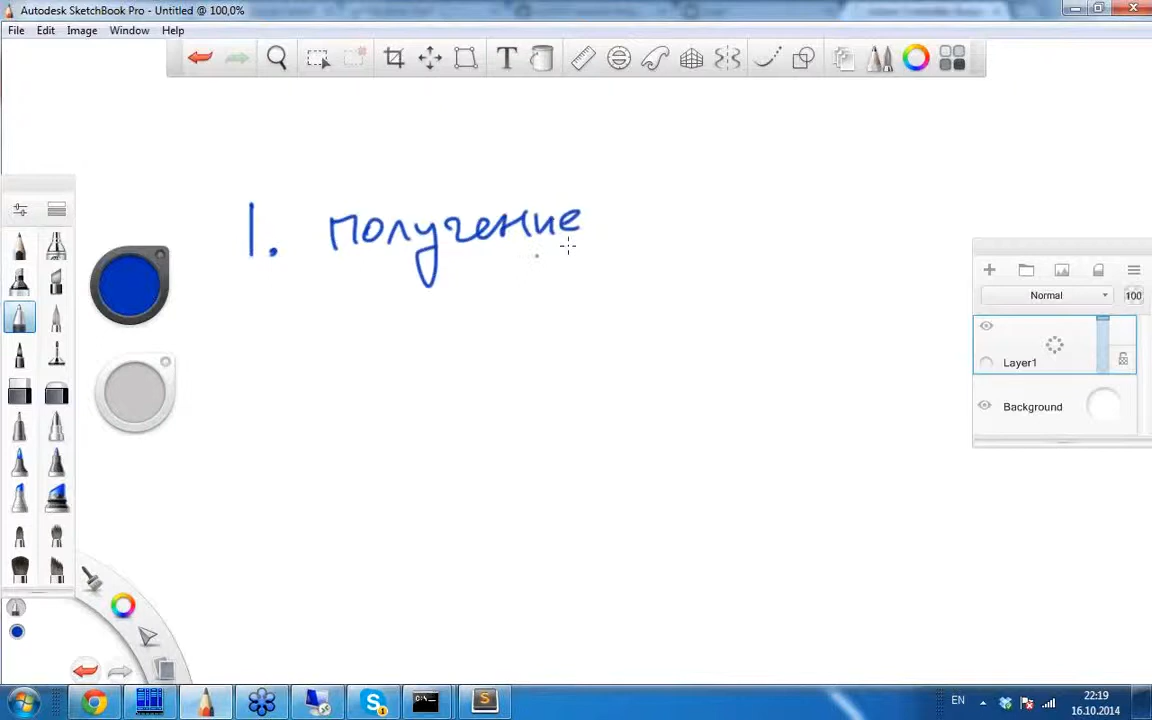 Autodesk SketchBook Pro - Untitled @ 100,0%
File Edit Image Window Help
1. получение
Normal 100
Layer1
Background
EN 22:19
16.10.2014